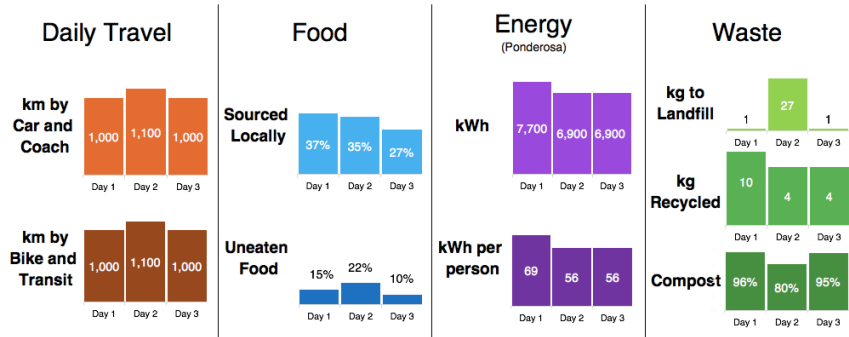 Daily Travel
km by
Car and
Coach
1,000
1,100
1,000
Day 1 Day 2 Day 3
km by
Bike and
Transit
1,000
1,100
1,000
Day 1 Day 2 Day 3
Food
Sourced
Locally
37%
35%
27%
Day 1 Day 2 Day 3
Uneaten
Food
15%
22%
10%
Day 1 Day 2 Day 3
Energy
(Ponderosa)
kWh
7,700
6,900
6,900
Day 1 Day 2 Day 3
kWh per
person
69
56
56
Day 1 Day 2 Day 3
Waste
kg to
Landfill
1
27
1
Day 1 Day 2 Day 3
kg
Recycled
10
4
4
Day 1 Day 2 Day 3
Compost
96%
80%
95%
Day 1 Day 2 Day 3